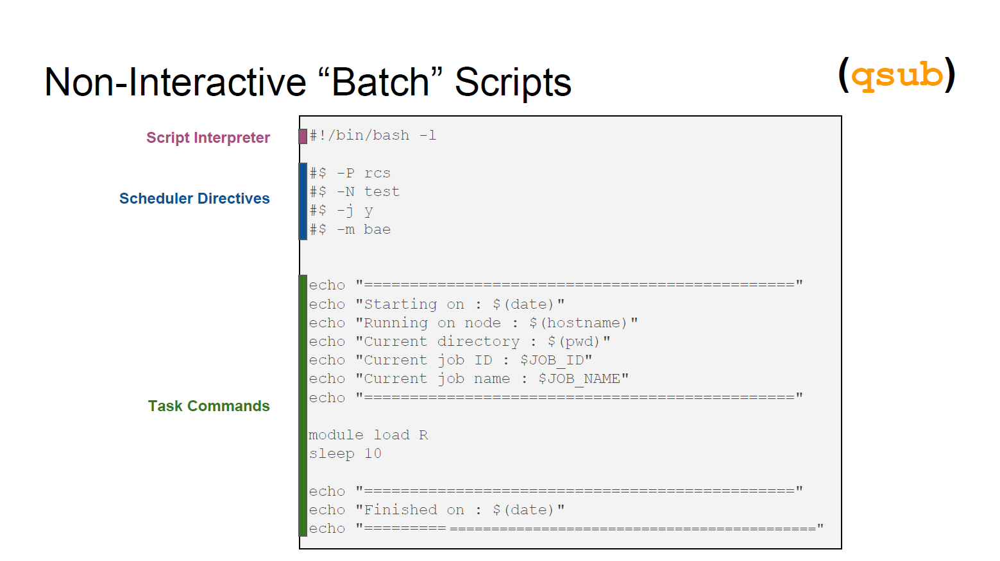 Non-Interactive “Batch” Scripts
(qsub)
Script Interpreter
#!/bin/bash -l
Scheduler Directives
#$ -P rcs
#$ -N test
#$ -j y
#$ -m bae
Task Commands
echo "==============================================="
echo "Starting on : $(date)"
echo "Running on node : $(hostname)"
echo "Current directory : $(pwd)"
echo "Current job ID : $JOB_ID"
echo "Current job name : $JOB_NAME"
echo "==============================================="
module load R
sleep 10
echo "==============================================="
echo "Finished on : $(date)"
echo "========= ============================================"